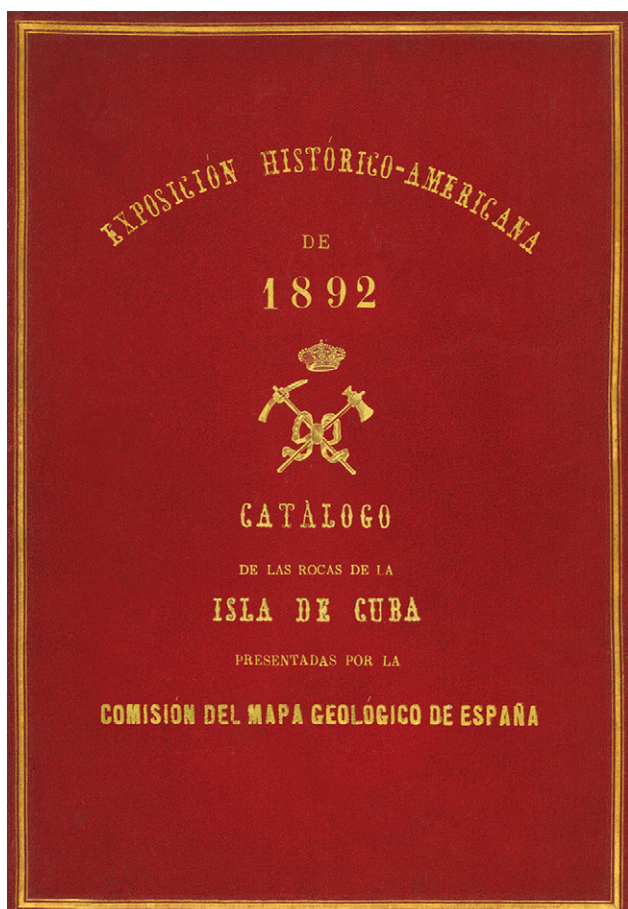 EXPOSICIÓN HISTÓRICO-AMERICANA
DE
1892
CATÀLOGO
DE LAS ROCAS DE LA
ISLA DE CUBA
PRESENTADAS POR LA
COMISIÓN DEL MAPA GEOLÓGICO DE ESPAÑA